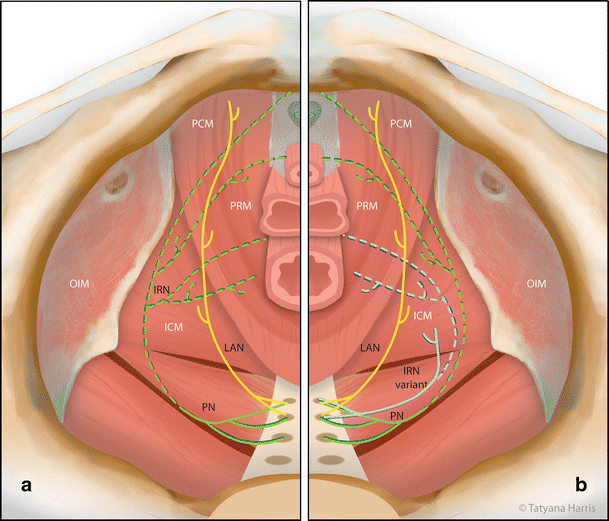 PCM
PRM
OIM
IRN
ICM
LAN
PN
a
PCM
PRM
OIM
ICM
LAN
IRN
variant
PN
b
© Tatyana Harris